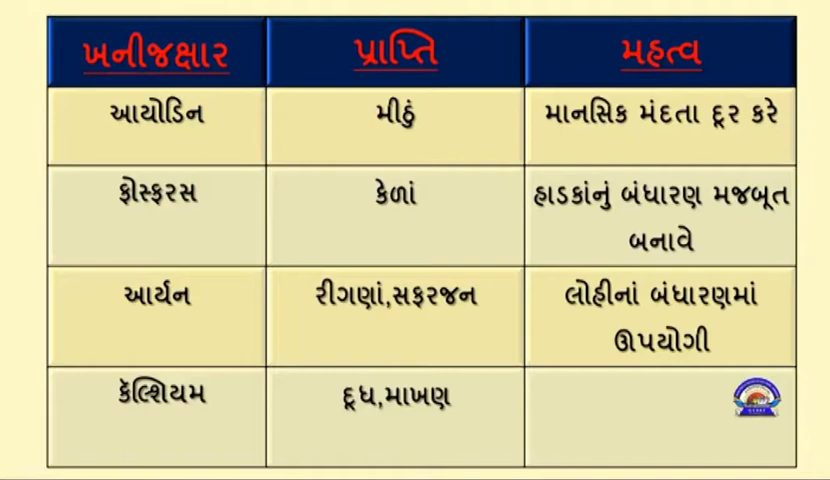 ખનીજક્ષાર પ્રાપ્તિ મહત્વ
આયોડિન મીઠું માનસિક મંદતા દૂર કરે
ફોસ્ફરસ કેળાં હાડકાંનું બંધારણ મજબૂત
બનાવે
આર્યન રીગણાં,સફરજન લોહીનાં બંધારણમાં
ઊપયોગી
કૅલ્શિયમ દૂધ,માખણ